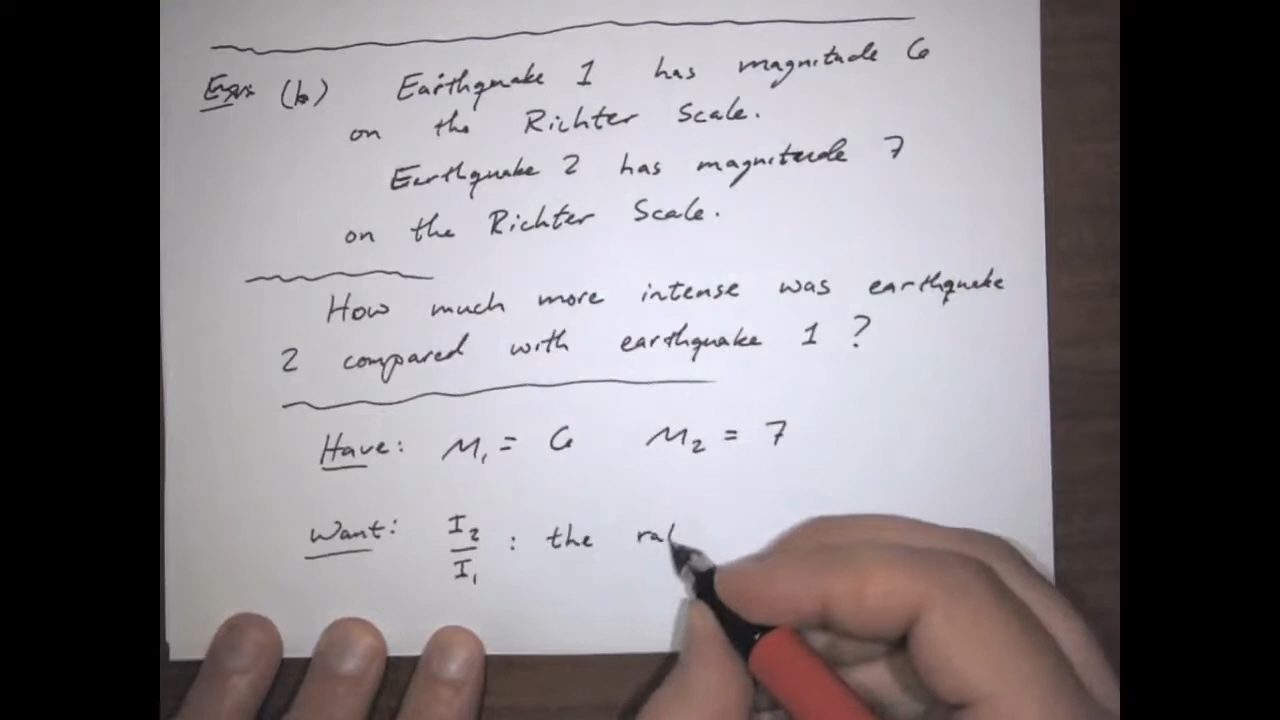 (b) Earthquake 1 has magnitude 6
on the Richter Scale.
Earthquake 2 has magnitude 7
on the Richter Scale.
How much more intense was earthquake
2 compared with earthquake 1 ?
Have: M₁ = 6 M₂ = 7
Want: I₂/I₁ : the rat